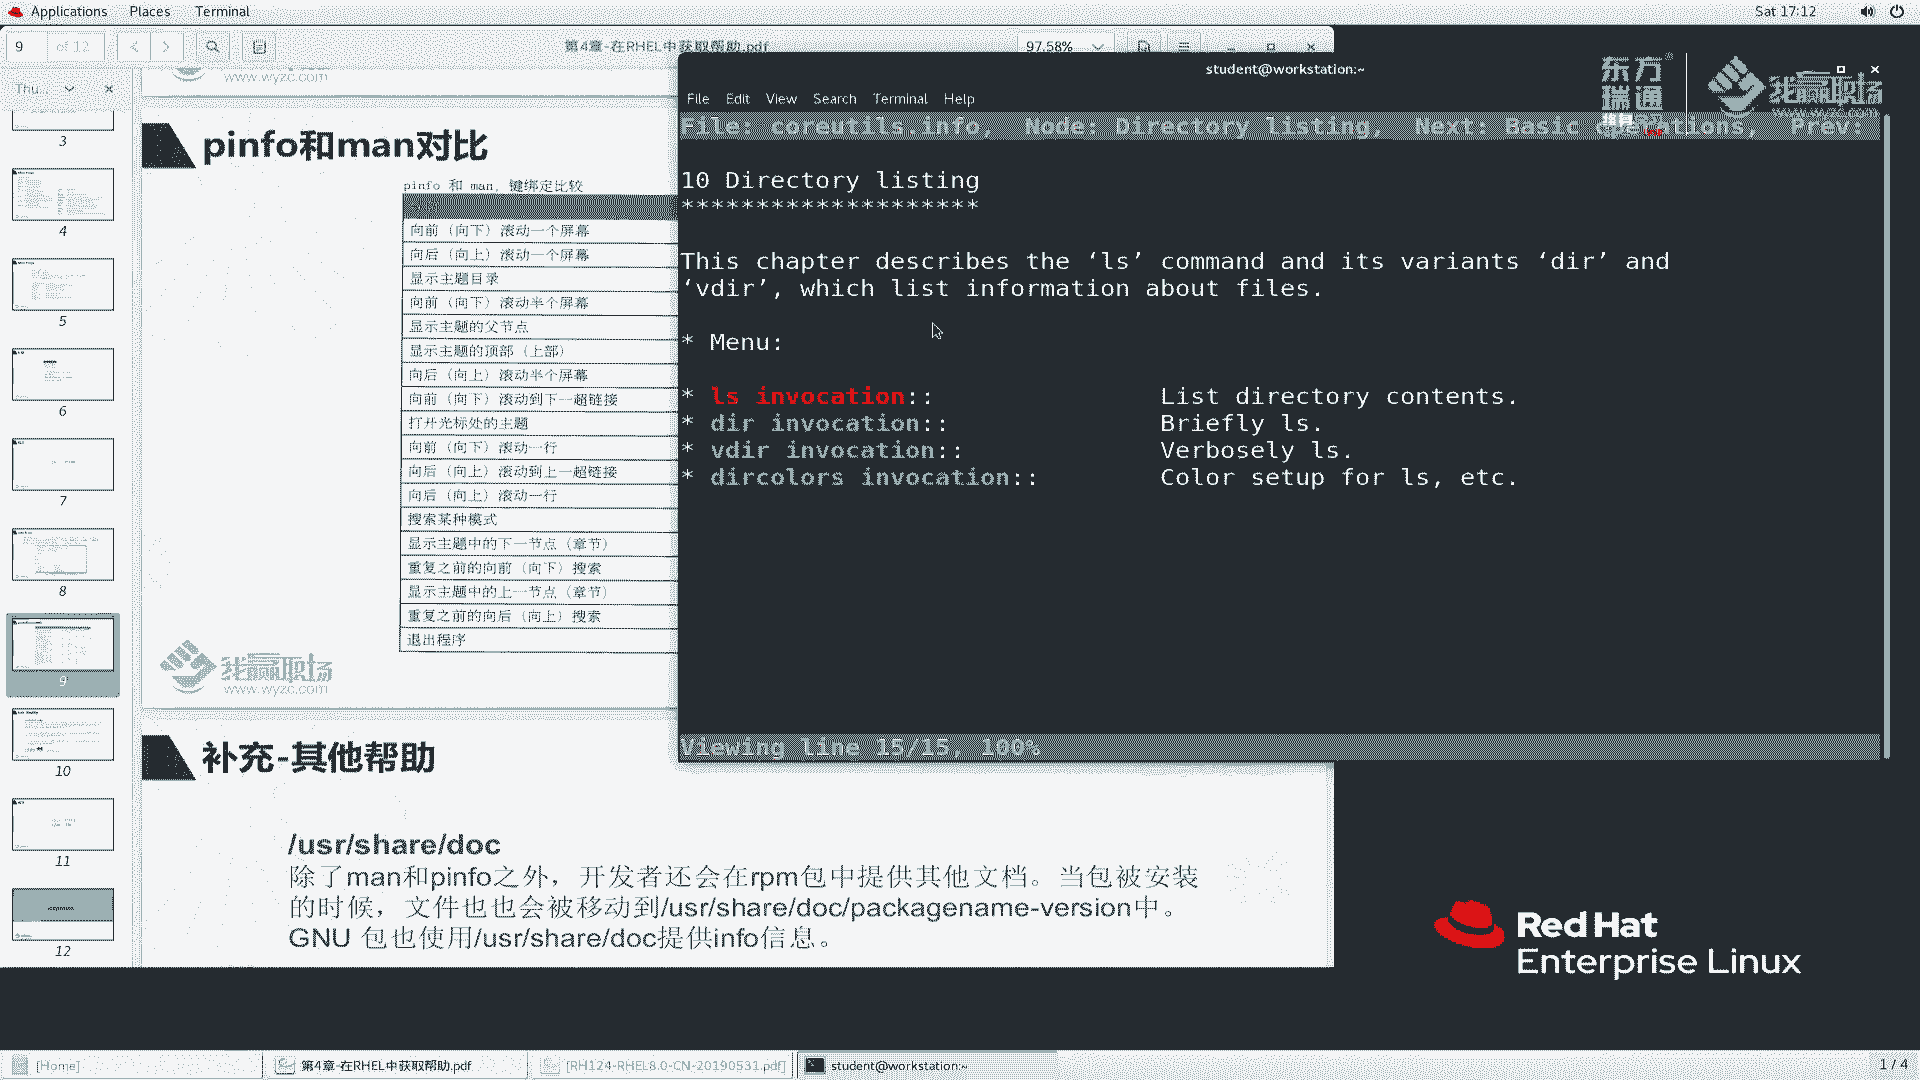 Applications Places Terminal
Sat 17:12
9 of 12
第4章-在RHEL中获取帮助.pdf
97.58%
Thu...
3
4
5
6
7
8
9
10
11
12
www.wyzc.com
pinfo和man对比
pinfo 和 man, 键绑定比较
向前（向下）滚动一个屏幕
向后（向上）滚动一个屏幕
显示主题目录
向前（向下）滚动半个屏幕
显示主题的父节点
显示主题的顶部（上部）
向后（向上）滚动半个屏幕
向前（向下）滚动到下一超链接
打开光标处的主题
向前（向下）滚动一行
向后（向上）滚动到上一超链接
向后（向上）滚动一行
搜索某种模式
显示主题中的下一节点（章节）
重复之前的向前（向下）搜索
显示主题中的上一节点（章节）
重复之前的向后（向上）搜索
退出程序
我赢职场
www.wyzc.com
补充-其他帮助
/usr/share/doc
除了man和pinfo之外，开发者还会在rpm包中提供其他文档。当包被安装
的时候，文件也也会被移动到/usr/share/doc/packagename-version中。
GNU 包也使用/usr/share/doc提供info信息。
student@workstation:~
File Edit View Search Terminal Help
File: coreutils.info, Node: Directory listing, Next: Basic operations, Prev:
10 Directory listing
********************
This chapter describes the ‘ls’ command and its variants ‘dir’ and
‘vdir’, which list information about files.
* Menu:
* ls invocation:: List directory contents.
* dir invocation:: Briefly ls.
* vdir invocation:: Verbosely ls.
* dircolors invocation:: Color setup for ls, etc.
Viewing line 15/15, 100%
东方瑞通
我赢职场
Red Hat
Enterprise Linux
[Home]
第4章-在RHEL中获取帮助.pdf
[RH124-RHEL8.0-CN-20190531.pdf]
student@workstation:~
1 / 4